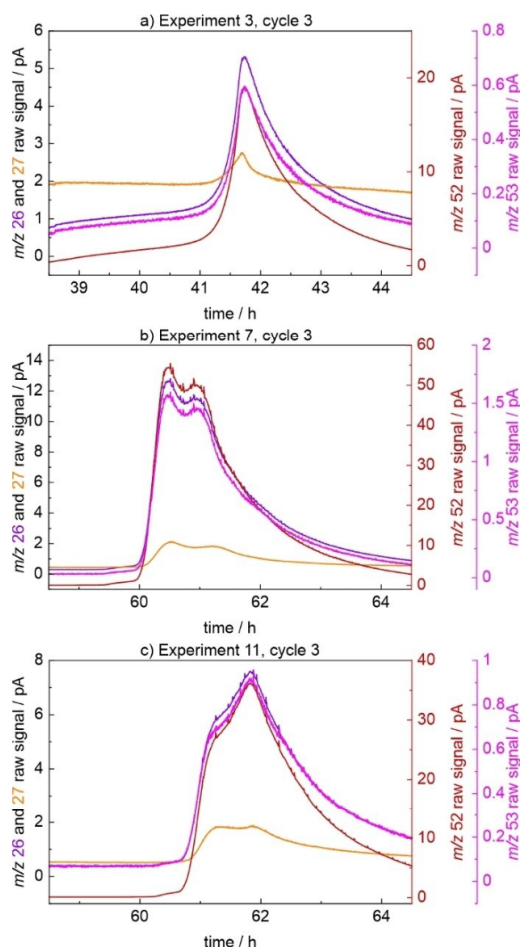 a) Experiment 3, cycle 3
m/z 26 and 27 raw signal / pA
6
5
4
3
2
1
0
39 40 41 42 43 44
time / h
20
10
0
m/z 52 raw signal / pA
0.8
0.6
0.4
0.22
0
m/z 53 raw signal / pA
b) Experiment 7, cycle 3
m/z 26 and 27 raw signal / pA
14
12
10
8
6
4
2
0
60 62 64
time / h
60
50
40
30
20
10
0
m/z 52 raw signal / pA
2
1.5
1
0.5
0
m/z 53 raw signal / pA
c) Experiment 11, cycle 3
m/z 26 and 27 raw signal / pA
8
6
4
2
0
60 62 64
time / h
40
30
20
10
0
m/z 52 raw signal / pA
1
0.8
0.6
0.4
0.2
0
m/z 53 raw signal / pA